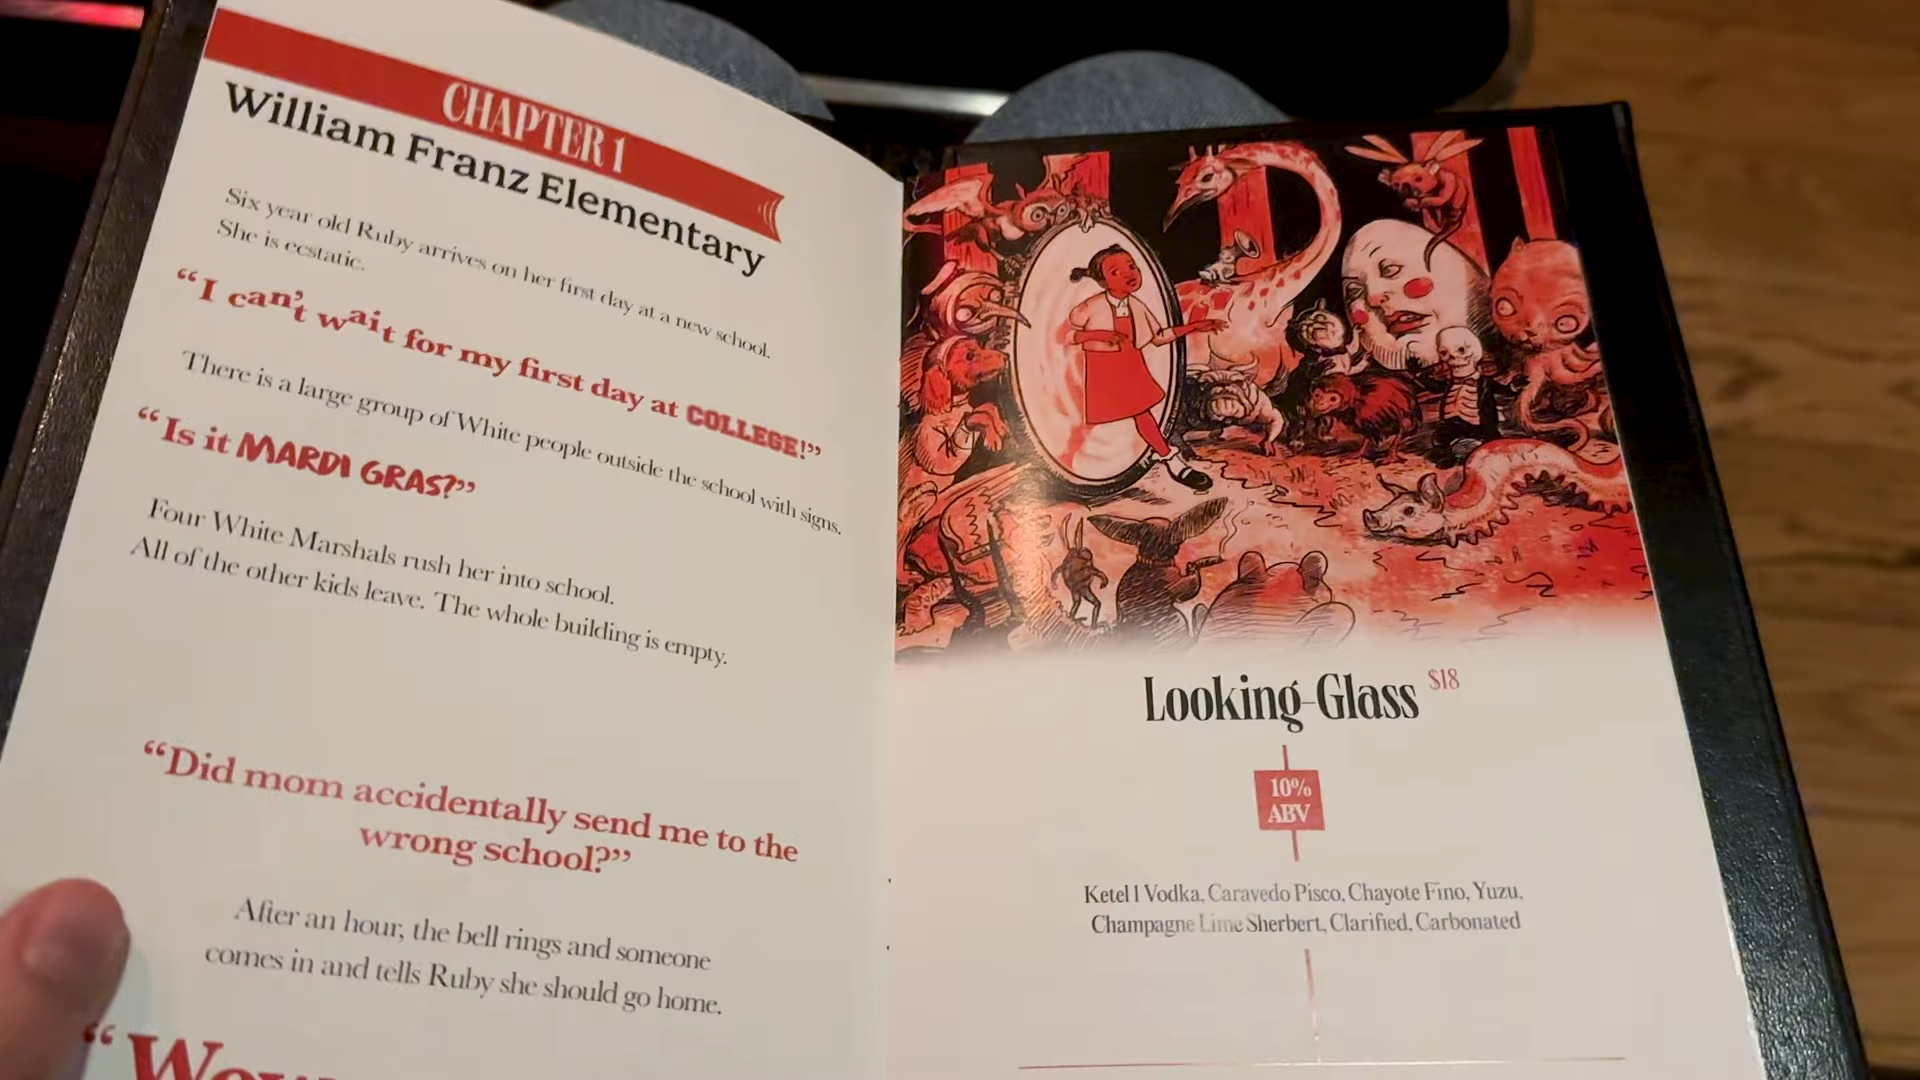 CHAPTER 1
William Franz Elementary
Six year old Ruby arrives on her first day at a new school.
She is ecstatic.
“I can't wait for my first day at COLLEGE!”
There is a large group of White people outside the school with signs.
“Is it MARDI GRAS?”
Four White Marshals rush her into school.
All of the other kids leave. The whole building is empty.
“Did mom accidentally send me to the
wrong school?”
After an hour, the bell rings and someone
comes in and tells Ruby she should go home.
Looking-Glass $18
10%
ABV
Ketel 1 Vodka, Caravedo Pisco, Chayote Fino, Yuzu,
Champagne Lime Sherbert, Clarified, Carbonated